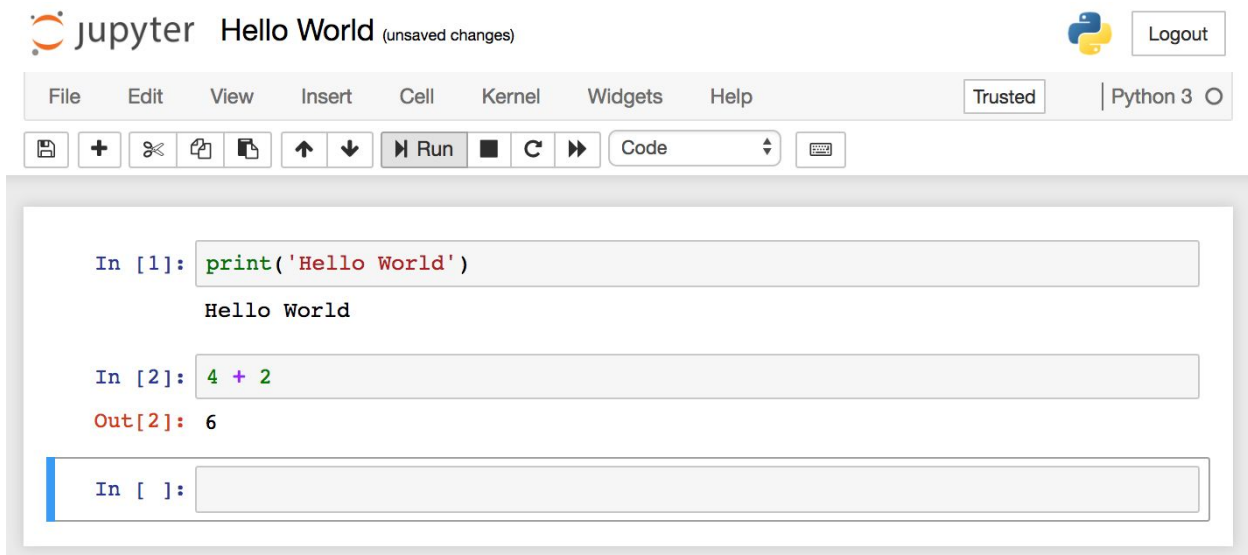 jupyter Hello World (unsaved changes) Logout
File Edit View Insert Cell Kernel Widgets Help Trusted Python 3
Run Code
In [1]: print('Hello World')
Hello World
In [2]: 4 + 2
Out[2]: 6
In [ ]: